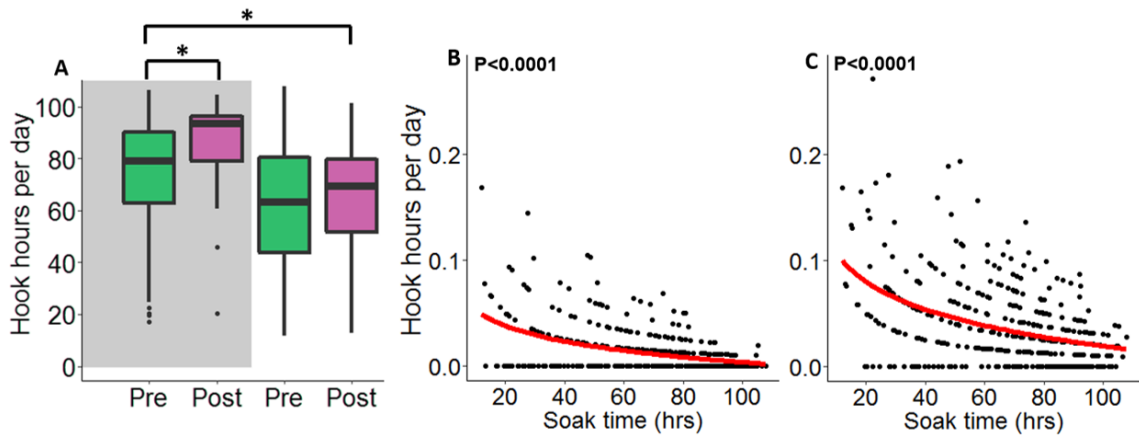 *
*
A
Hook hours per day
100
80
60
40
20
0
Pre Post Pre Post
B
P<0.0001
Hook hours per day
0.2
0.1
0.0
20 40 60 80 100
Soak time (hrs)
C
P<0.0001
0.2
0.1
0.0
20 40 60 80 100
Soak time (hrs)